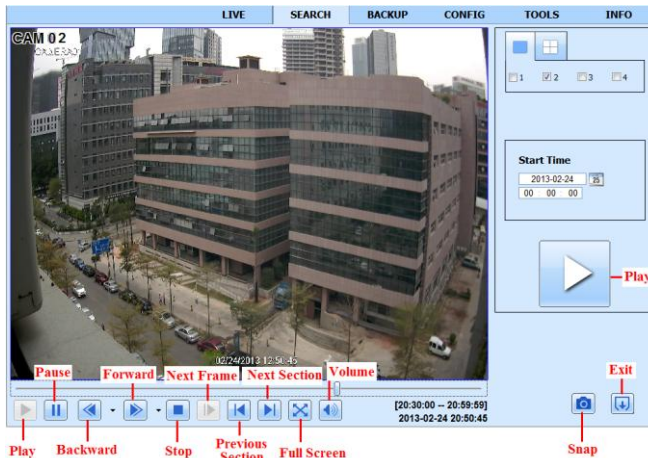 LIVE SEARCH BACKUP CONFIG TOOLS INFO
CAM 02
1 2 3 4
Start Time
2013-02-24 25
00 00 00
Play
02/24/2013 12:50:45
Pause Forward Next Frame Next Section Volume Exit
[20:30:00 -- 20:59:59]
2013-02-24 20:50:45
Play Backward Stop Previous Section Full Screen Snap